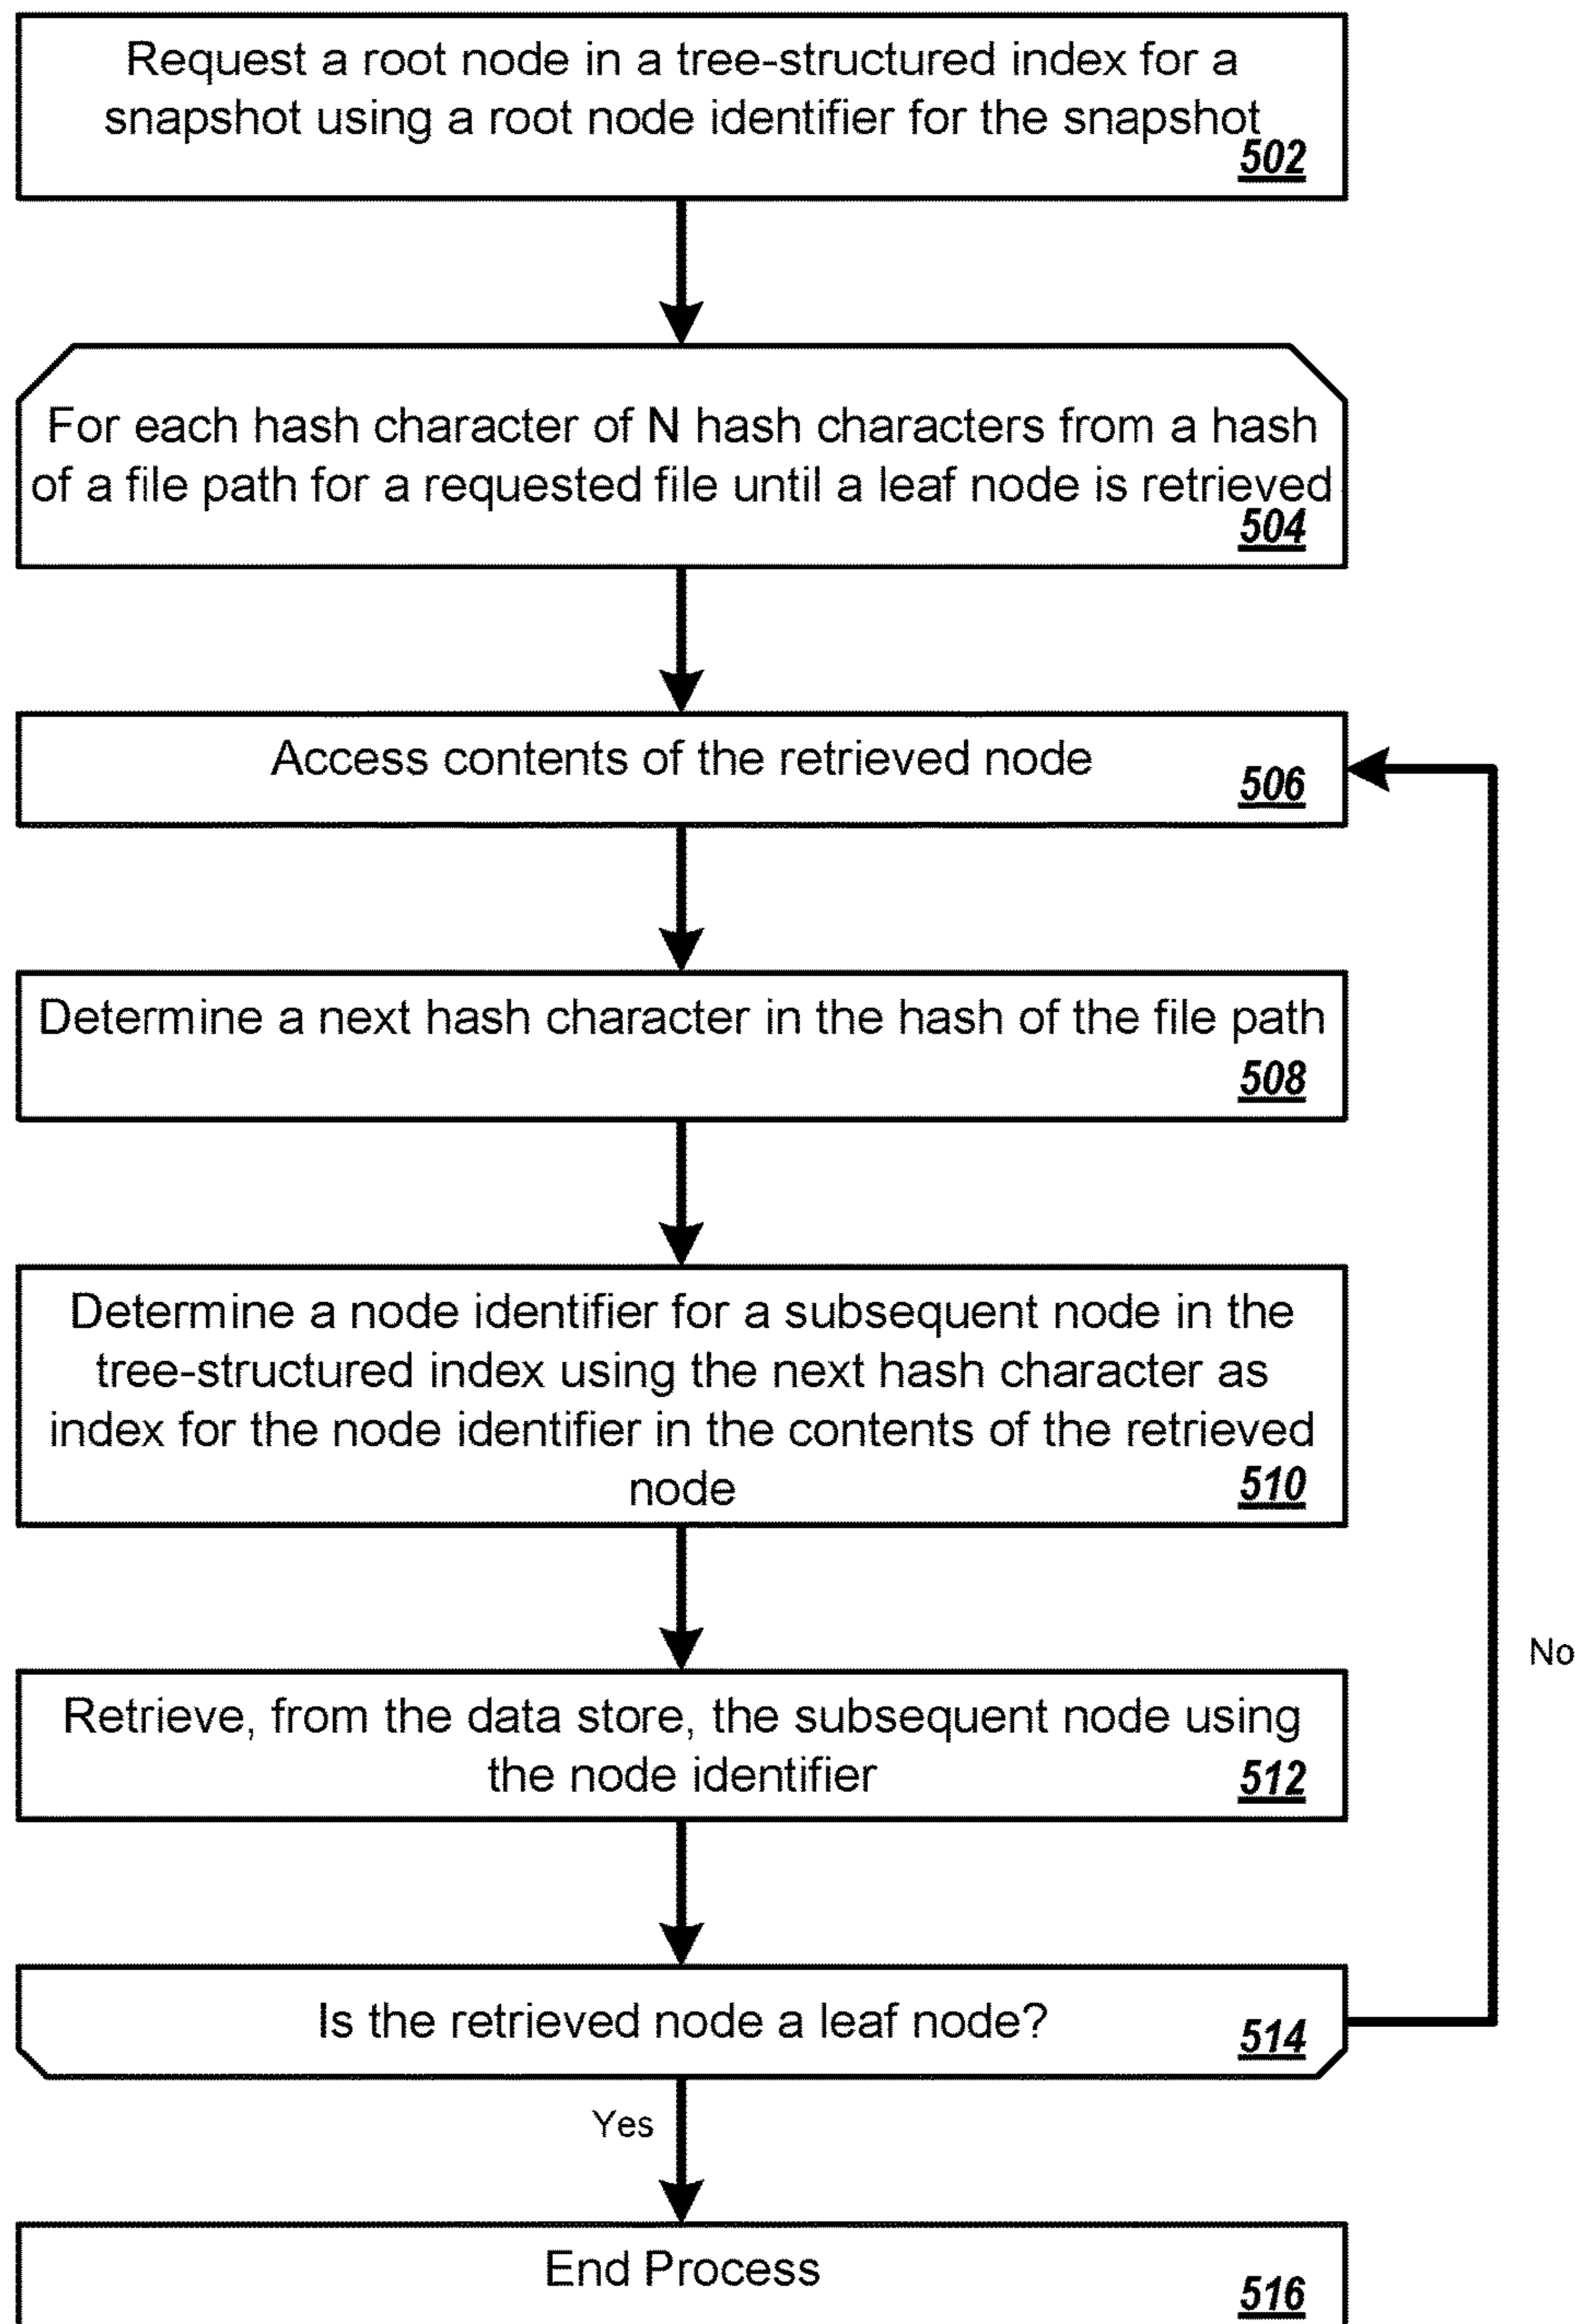 Request a root node in a tree-structured index for a
snapshot using a root node identifier for the snapshot
502
For each hash character of N hash characters from a hash
of a file path for a requested file until a leaf node is retrieved
504
Access contents of the retrieved node
506
Determine a next hash character in the hash of the file path
508
Determine a node identifier for a subsequent node in the
tree-structured index using the next hash character as
index for the node identifier in the contents of the retrieved
node
510
No
Retrieve, from the data store, the subsequent node using
the node identifier
512
Is the retrieved node a leaf node?
514
Yes
End Process
516